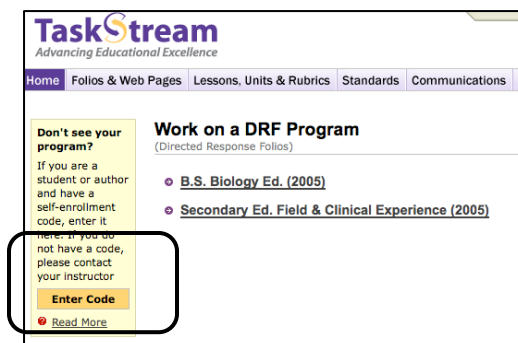 TaskStream
Advancing Educational Excellence
Home Folios & Web Pages Lessons, Units & Rubrics Standards Communications
Don't see your
program?
If you are a
student or author
and have a
self-enrollment
code, enter it
here. If you do
not have a code,
please contact
your instructor
Enter Code
Read More
Work on a DRF Program
(Directed Response Folios)
B.S. Biology Ed. (2005)
Secondary Ed. Field & Clinical Experience (2005)